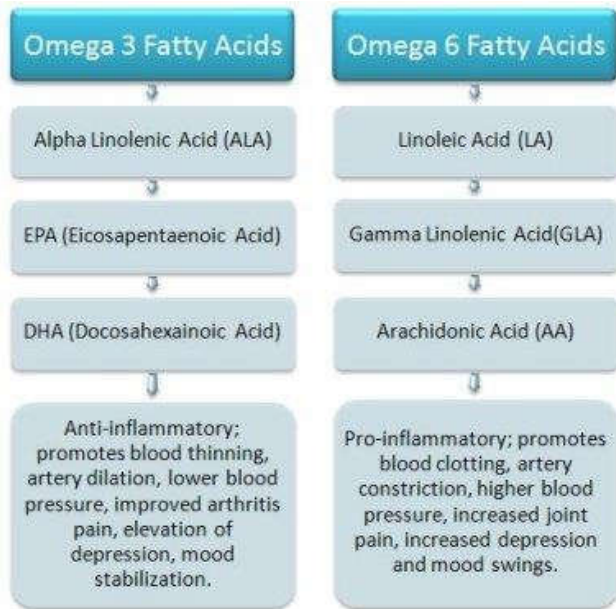 Omega 3 Fatty Acids
Alpha Linolenic Acid (ALA)
EPA (Eicosapentaenoic Acid)
DHA (Docosahexainoic Acid)
Anti-inflammatory;
promotes blood thinning,
artery dilation, lower blood
pressure, improved arthritis
pain, elevation of
depression, mood
stabilization.
Omega 6 Fatty Acids
Linoleic Acid (LA)
Gamma Linolenic Acid(GLA)
Arachidonic Acid (AA)
Pro-inflammatory; promotes
blood clotting, artery
constriction, higher blood
pressure, increased joint
pain, increased depression
and mood swings.